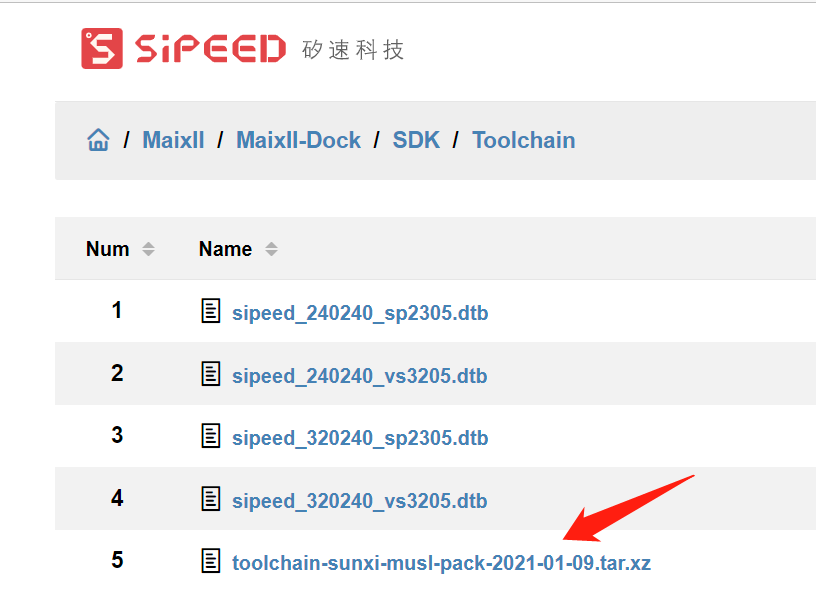 SiPEED 矽速科技
/ MaixII / MaixII-Dock / SDK / Toolchain
Num Name
1 sipeed_240240_sp2305.dtb
2 sipeed_240240_vs3205.dtb
3 sipeed_320240_sp2305.dtb
4 sipeed_320240_vs3205.dtb
5 toolchain-sunxi-musl-pack-2021-01-09.tar.xz